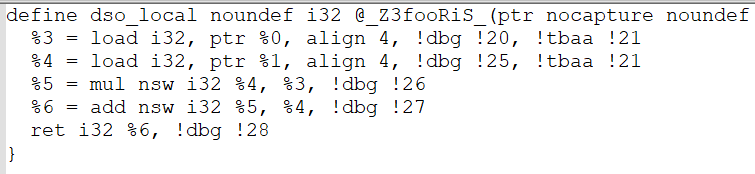 define dso_local noundef i32 @_Z3fooRiS_(ptr nocapture noundef
%3 = load i32, ptr %0, align 4, !dbg !20, !tbaa !21
%4 = load i32, ptr %1, align 4, !dbg !25, !tbaa !21
%5 = mul nsw i32 %4, %3, !dbg !26
%6 = add nsw i32 %5, %4, !dbg !27
ret i32 %6, !dbg !28
}